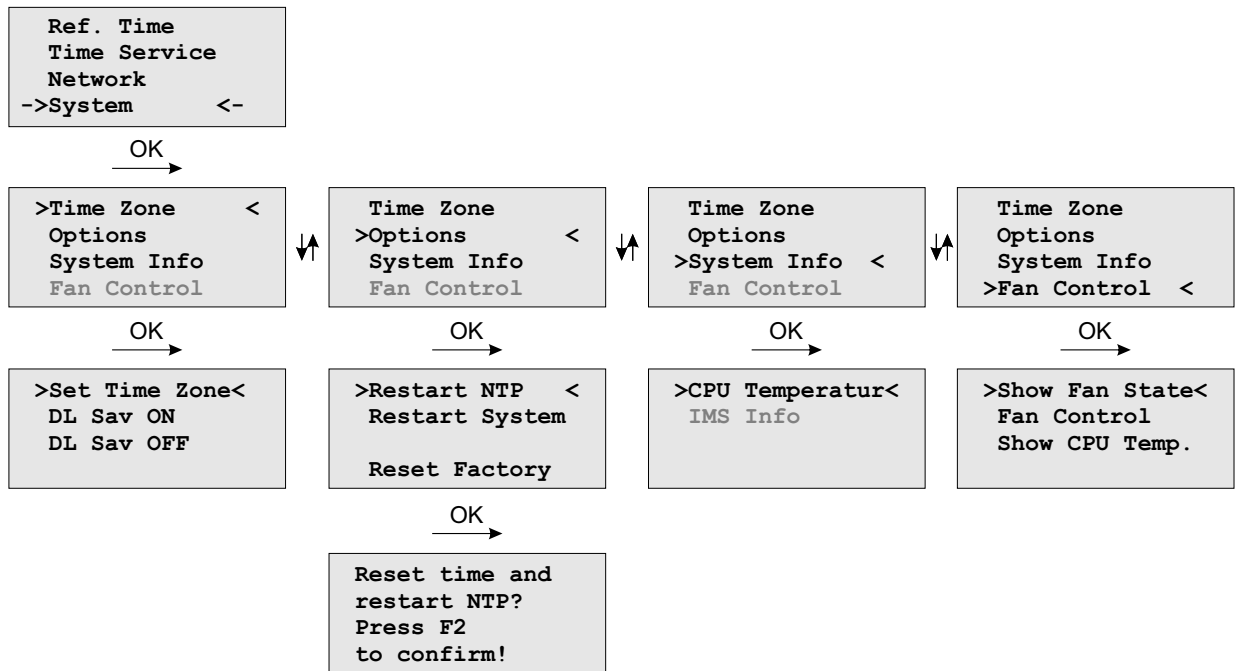 Ref. Time
Time Service
Network
->System <-
OK
>Time Zone <
Options
System Info
Fan Control
Time Zone
>Options <
System Info
Fan Control
Time Zone
Options
>System Info <
Fan Control
Time Zone
Options
System Info
>Fan Control <
OK
OK
OK
OK
>Set Time Zone<
DL Sav ON
DL Sav OFF
>Restart NTP <
Restart System
Reset Factory
>CPU Temperatur<
IMS Info
>Show Fan State<
Fan Control
Show CPU Temp.
OK
Reset time and
restart NTP?
Press F2
to confirm!